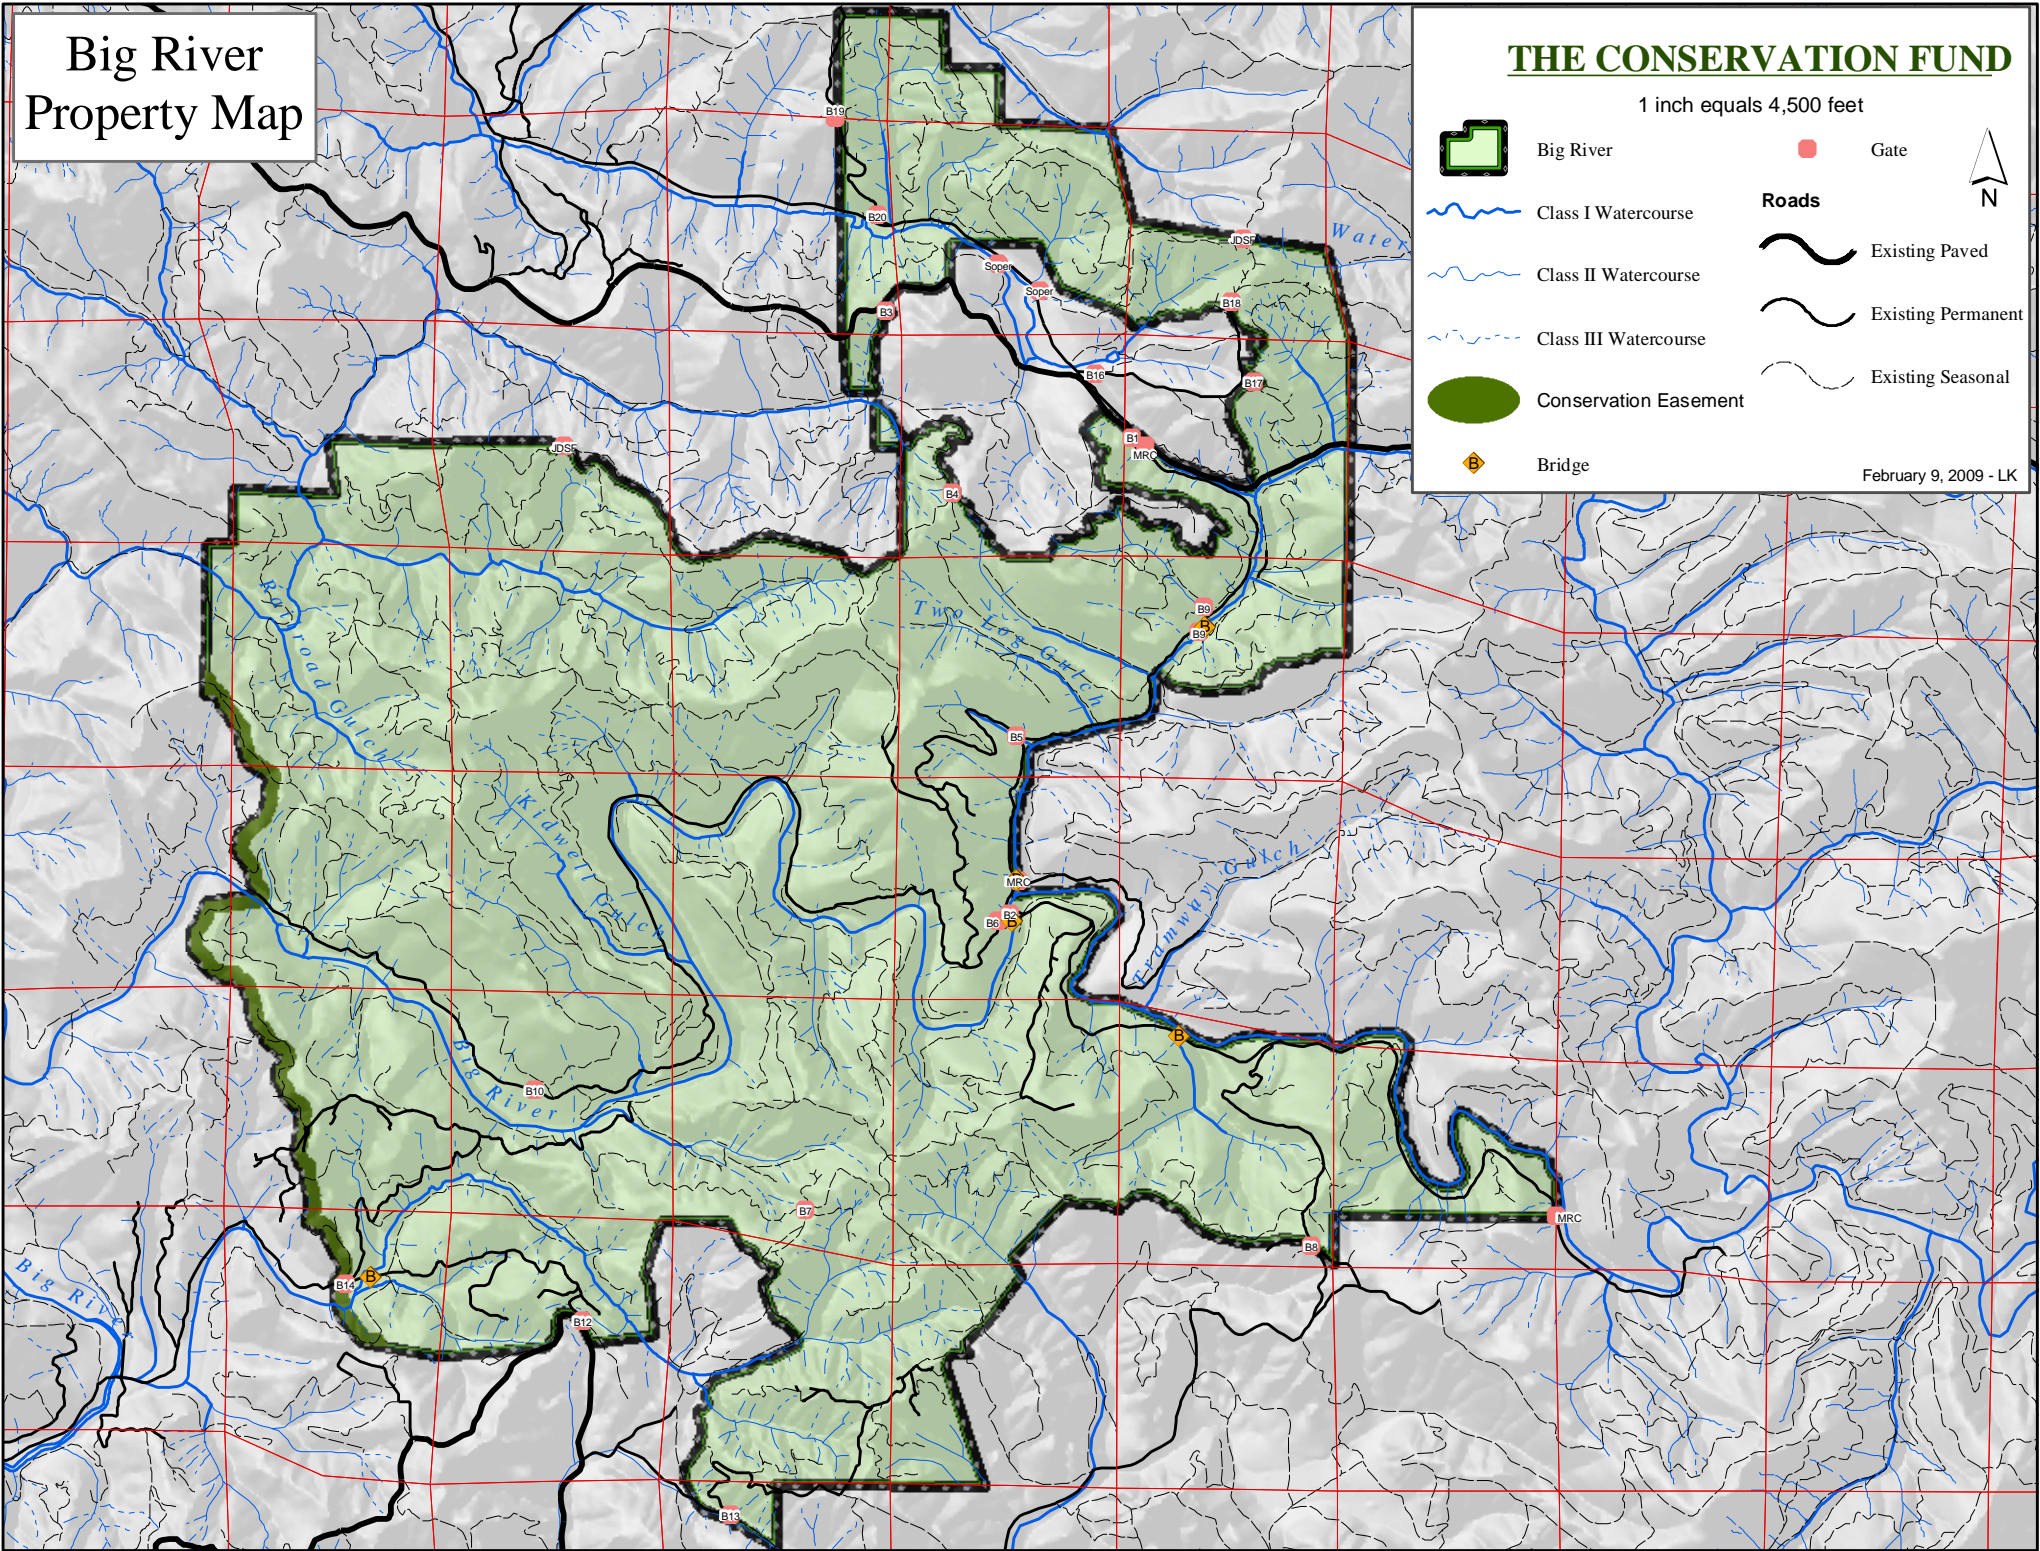 Big River
Property Map
THE CONSERVATION FUND
1 inch equals 4,500 feet
Big River
Gate
N
Class I Watercourse
Roads
Class II Watercourse
Existing Paved
Class III Watercourse
Existing Permanent
Conservation Easement
Existing Seasonal
B
Bridge
February 9, 2009 - LK
B19
B20
Water
JDSF
Soper
Soper
B18
B3
B16
B17
B1
MRC
JDSF
B4
Two Log Gulch
B9
B
B9
Railroad Gulch
B5
Kidwell Gulch
Tramway Gulch
MRC
B2
B6
B
B
Big River
B10
B7
MRC
B8
Big River
B14
B
B12
B13